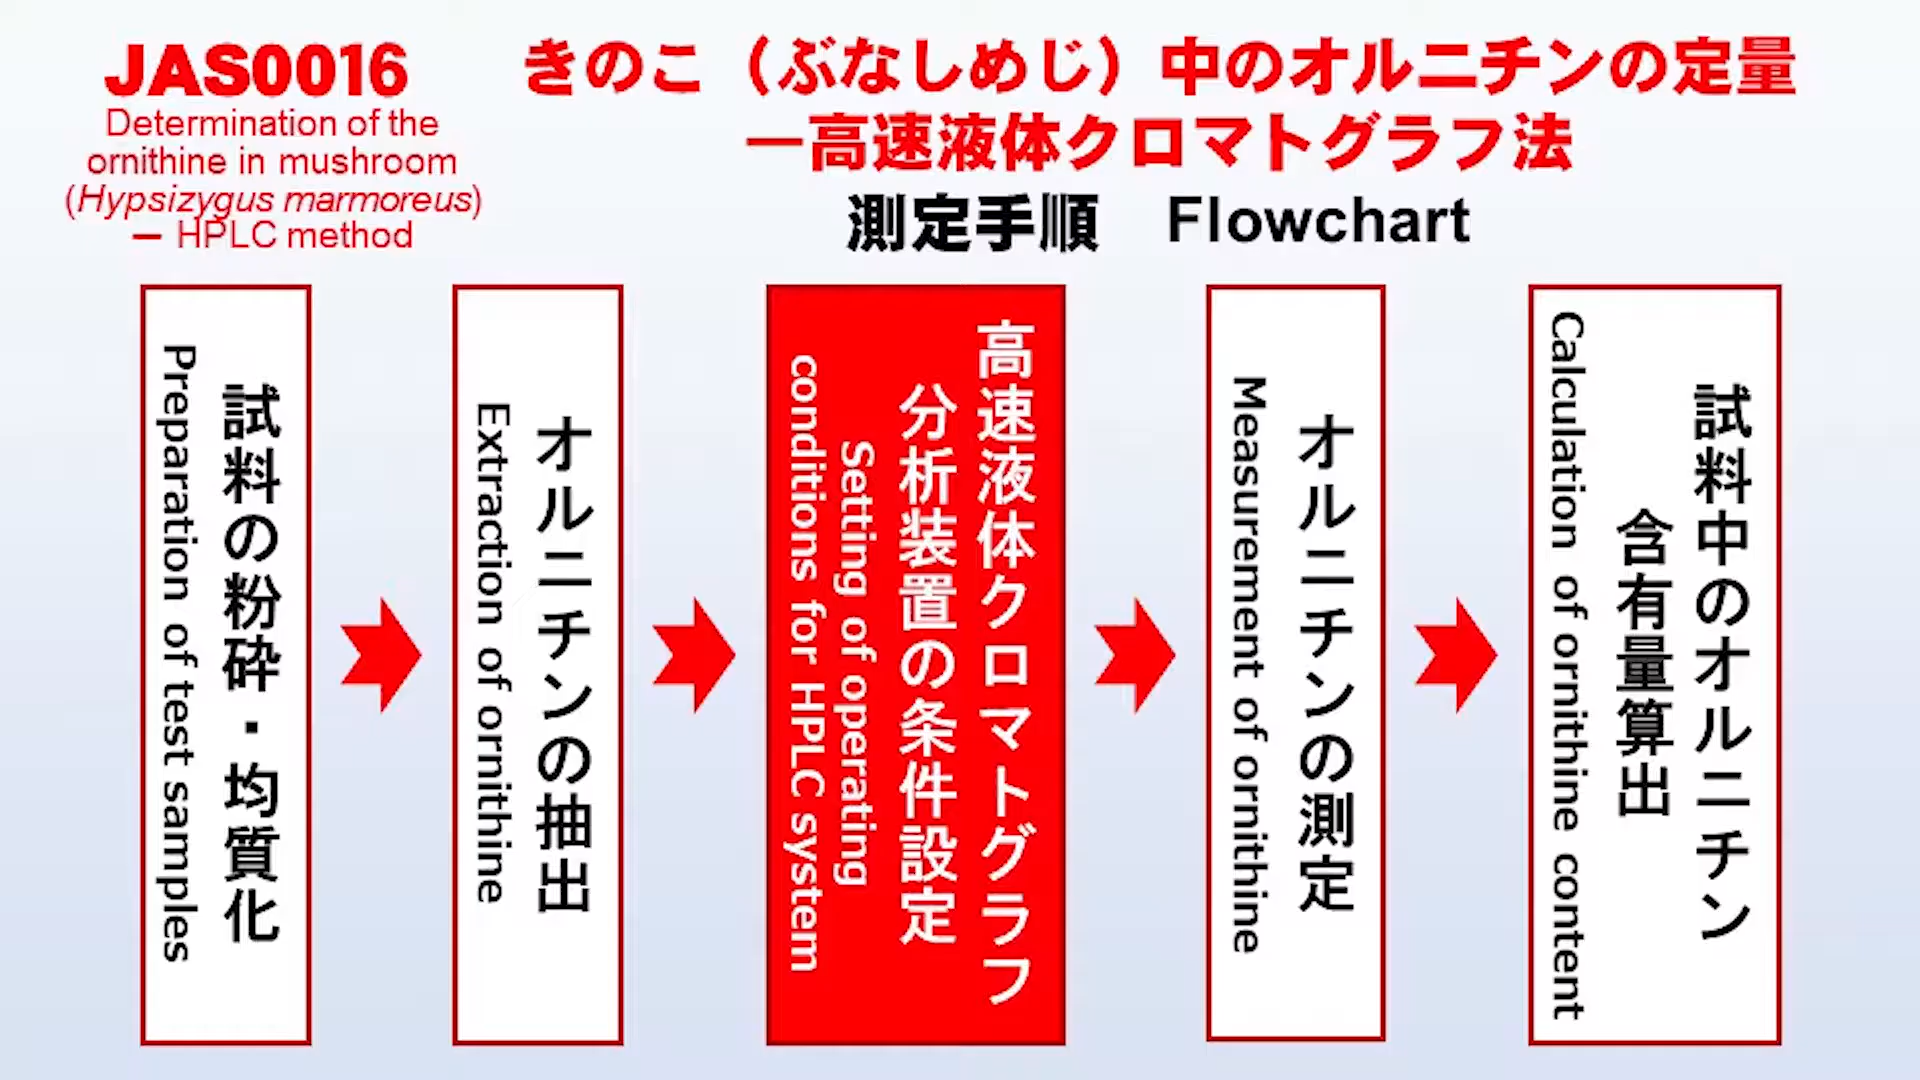 JAS0016
Determination of the
ornithine in mushroom
(Hypsizygus marmoreus)
– HPLC method
きのこ（ぶなしめじ）中のオルニチンの定量
―高速液体クロマトグラフ法
測定手順　Flowchart
試料の粉砕・均質化
Preparation of test samples
オルニチンの抽出
Extraction of ornithine
高速液体クロマトグラフ
分析装置の条件設定
Setting of operating
conditions for HPLC system
オルニチンの測定
Measurement of ornithine
試料中のオルニチン
含有量算出
Calculation of ornithine content